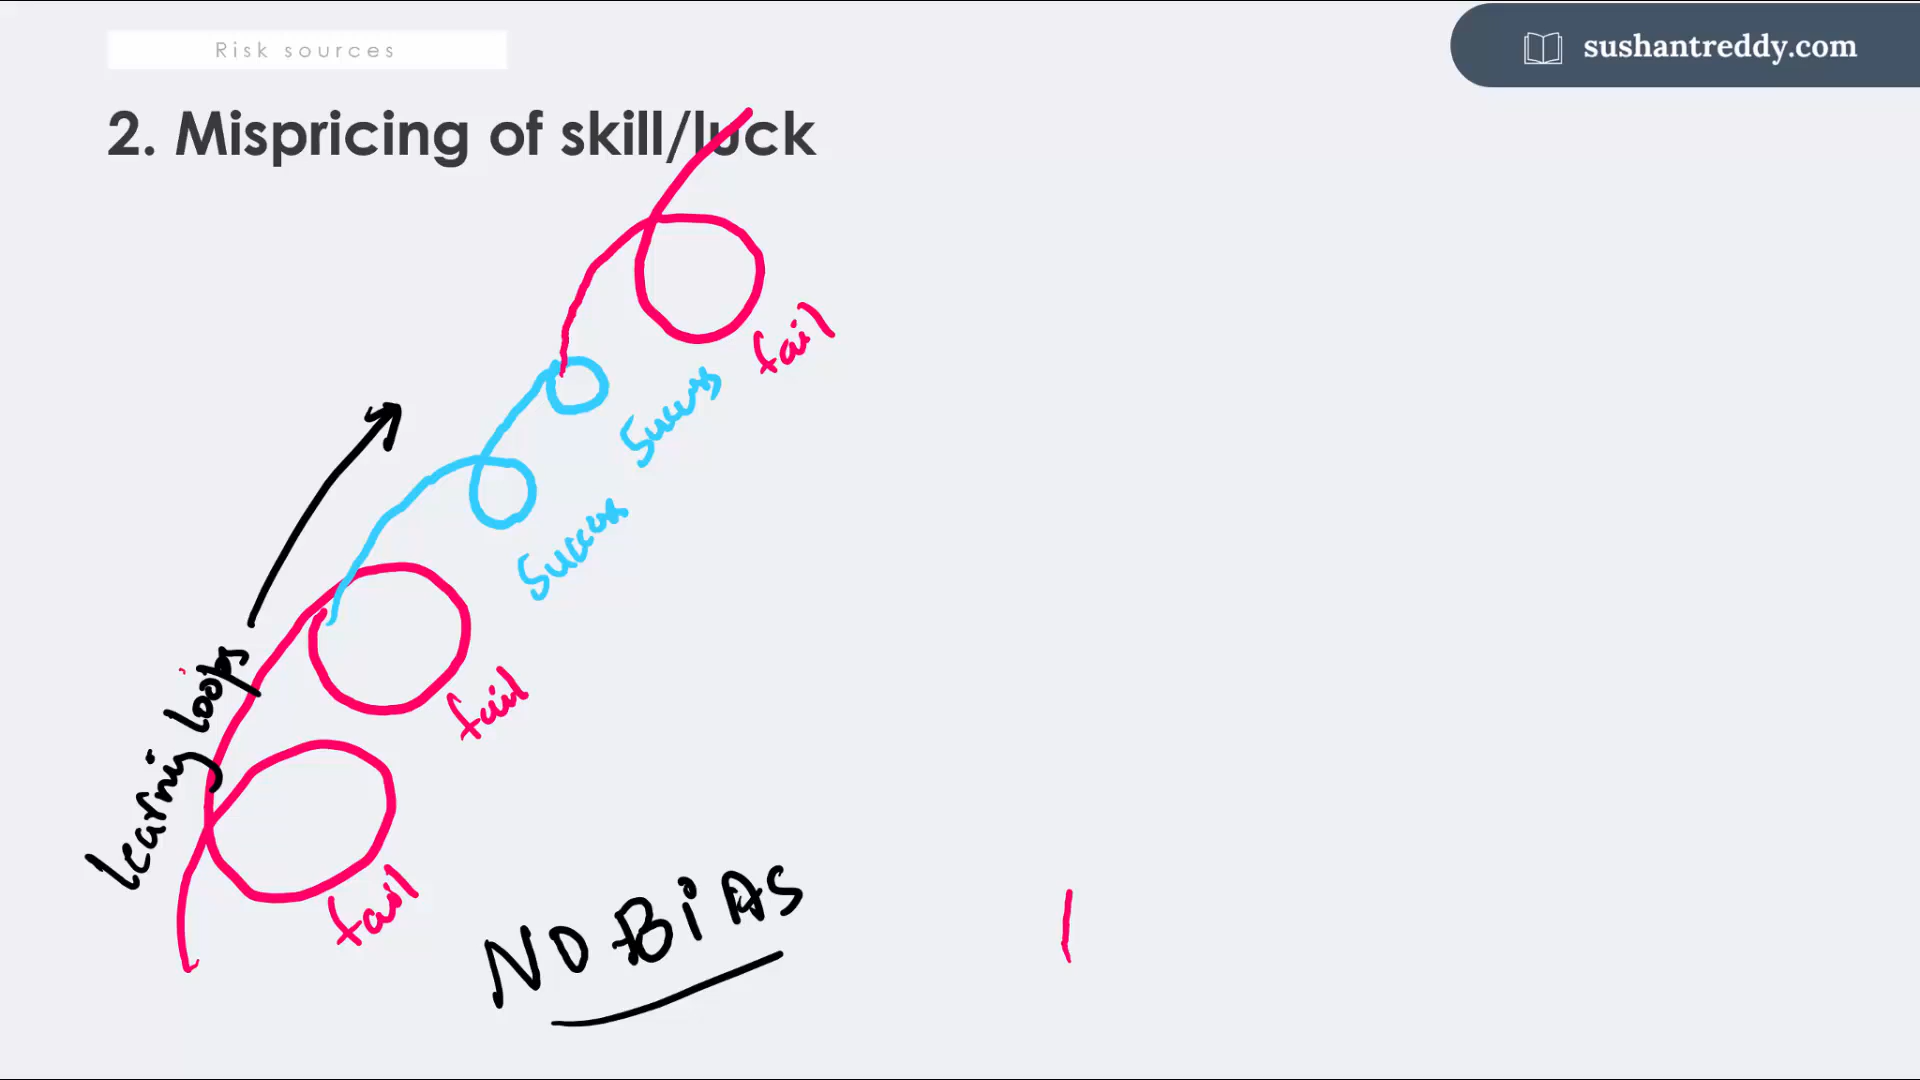 Risk sources
sushantreddy.com
2. Mispricing of skill/luck
fail
Success
Success
fail
Learning Loops
fail
NO BiAS